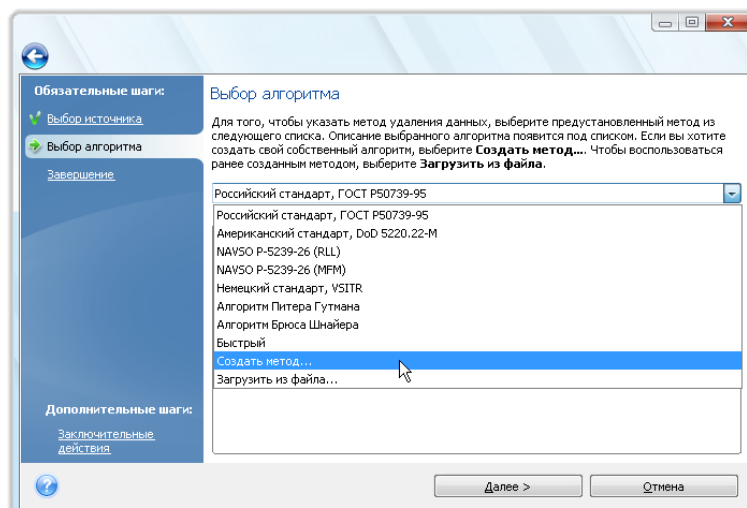 Обязательные шаги:
Выбор источника
Выбор алгоритма
Завершение
Дополнительные шаги:
Заключительные
действия
Выбор алгоритма
Для того, чтобы указать метод удаления данных, выберите предустановленный метод из
следующего списка. Описание выбранного алгоритма появится под списком. Если вы хотите
создать свой собственный алгоритм, выберите Создать метод.... Чтобы воспользоваться
ранее созданным методом, выберите Загрузить из файла.
Российский стандарт, ГОСТ Р50739-95
Российский стандарт, ГОСТ Р50739-95
Американский стандарт, DoD 5220.22-M
NAVSO P-5239-26 (RLL)
NAVSO P-5239-26 (MFM)
Немецкий стандарт, VSITR
Алгоритм Питера Гутмана
Алгоритм Брюса Шнайера
Быстрый
Создать метод...
Загрузить из файла...
Далее >
Отмена